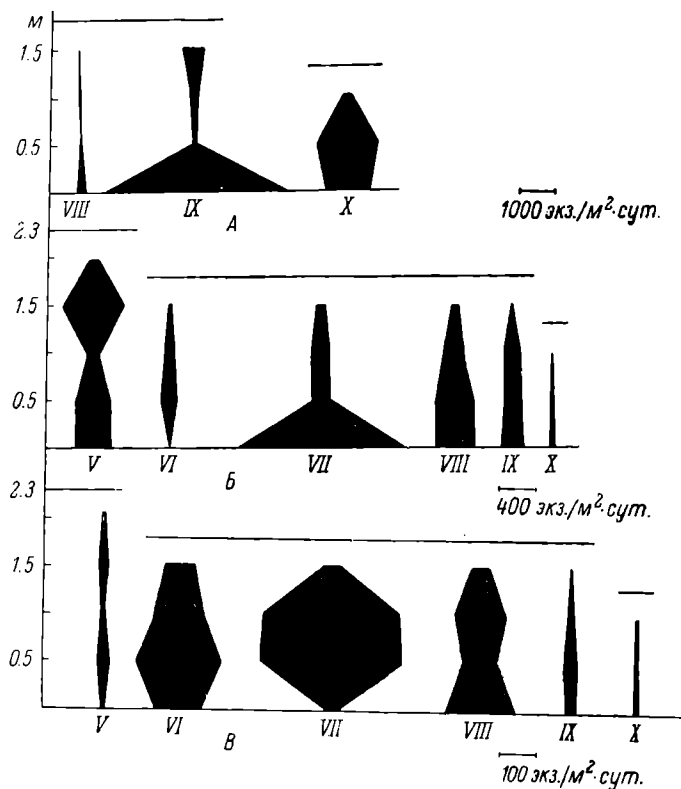 м
1.5
0.5
VIII IX X
А
1000 экз./м²·сут.
2.3
1.5
0.5
V VI VII VIII IX X
Б
400 экз./м²·сут.
2.3
1.5
0.5
V VI VII VIII IX X
В
100 экз./м²·сут.